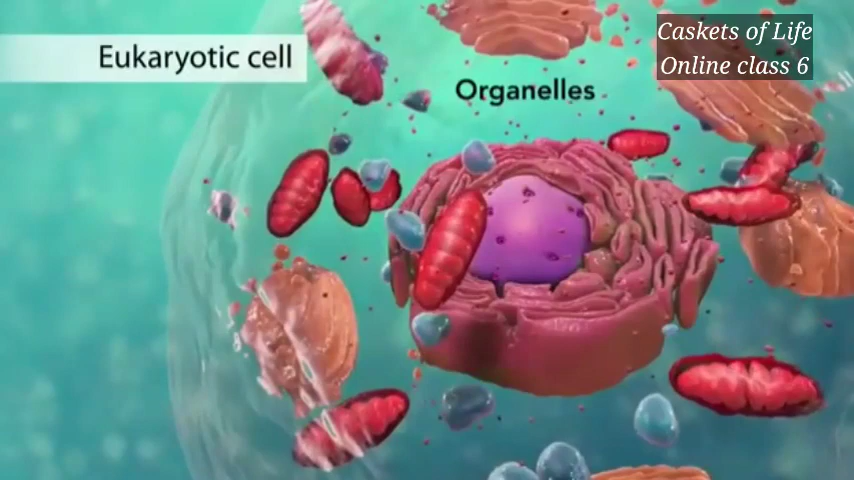 Eukaryotic cell
Organelles
Caskets of Life
Online class 6